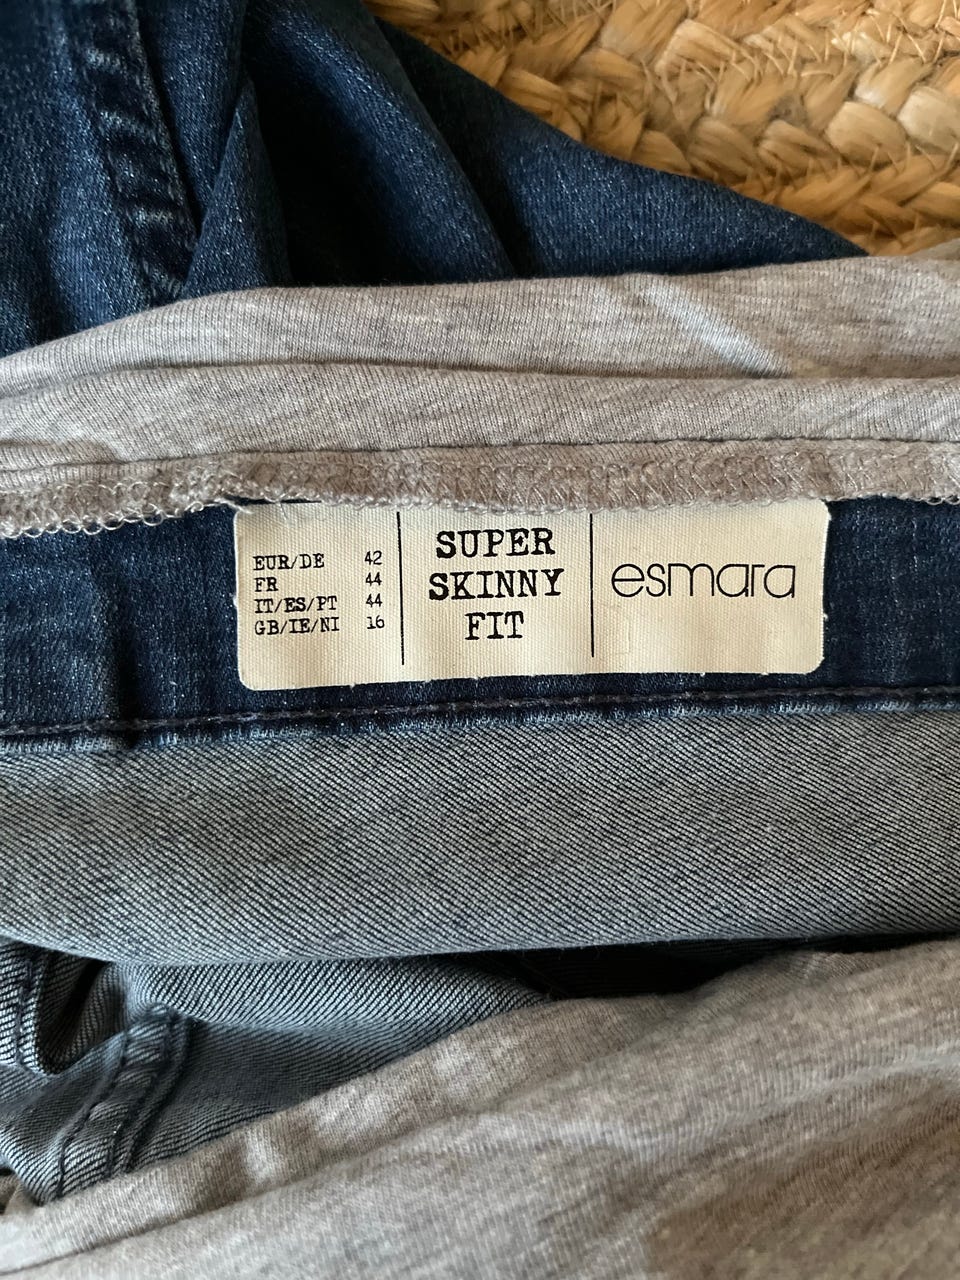 EUR/DE 42
FR 44
IT/ES/PT 44
GB/IE/NI 16
SUPER
SKINNY
FIT
esmara